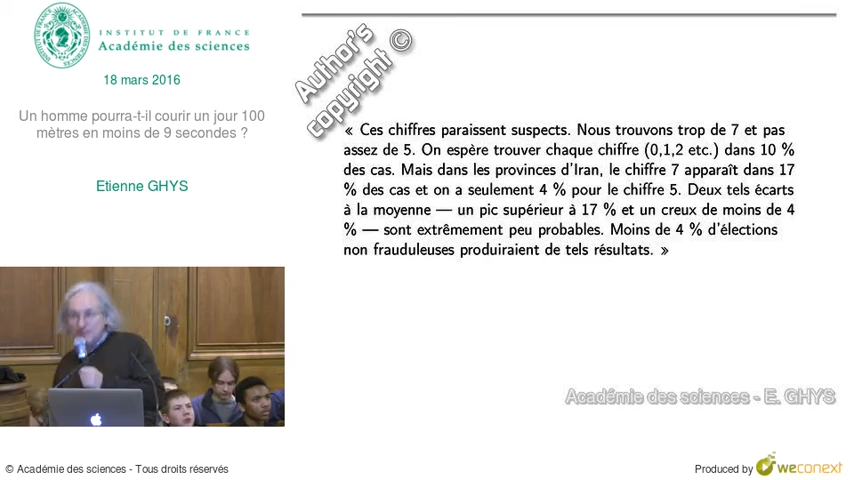 INSTITUT DE FRANCE
Académie des sciences
18 mars 2016
Un homme pourra-t-il courir un jour 100
mètres en moins de 9 secondes ?
Etienne GHYS
Author's
copyright ©
« Ces chiffres paraissent suspects. Nous trouvons trop de 7 et pas
assez de 5. On espère trouver chaque chiffre (0,1,2 etc.) dans 10 %
des cas. Mais dans les provinces d'Iran, le chiffre 7 apparaît dans 17
% des cas et on a seulement 4 % pour le chiffre 5. Deux tels écarts
à la moyenne — un pic supérieur à 17 % et un creux de moins de 4
% — sont extrêmement peu probables. Moins de 4 % d'élections
non frauduleuses produiraient de tels résultats. »
Académie des sciences - E. GHYS
© Académie des sciences - Tous droits réservés
Produced by weconext